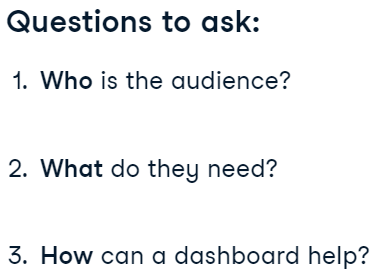 Questions to ask:
1. Who is the audience?
2. What do they need?
3. How can a dashboard help?